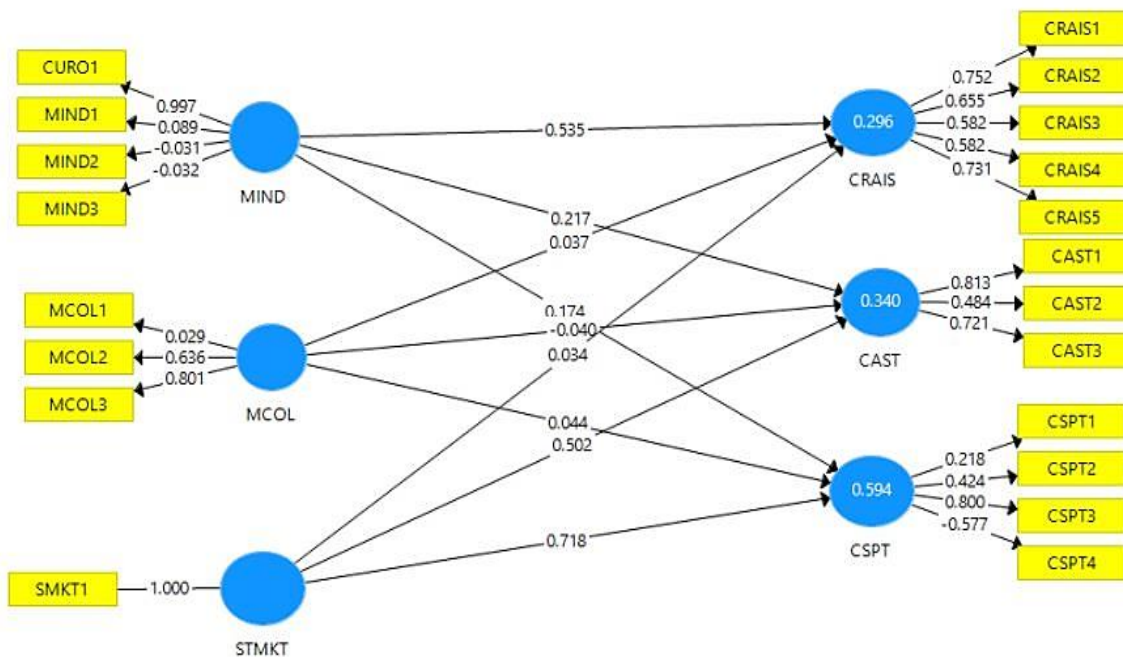 CURO1
MIND1
MIND2
MIND3
0.997
0.089
-0.031
-0.032
MIND
MCOL1
MCOL2
MCOL3
0.029
0.636
0.801
MCOL
SMKT1
1.000
STMKT
0.535
0.217
0.037
0.174
-0.040
0.034
0.044
0.502
0.718
0.296
CRAIS
0.752
0.655
0.582
0.582
0.731
CRAIS1
CRAIS2
CRAIS3
CRAIS4
CRAIS5
0.340
CAST
0.813
0.484
0.721
CAST1
CAST2
CAST3
0.594
CSPT
0.218
0.424
0.800
-0.577
CSPT1
CSPT2
CSPT3
CSPT4